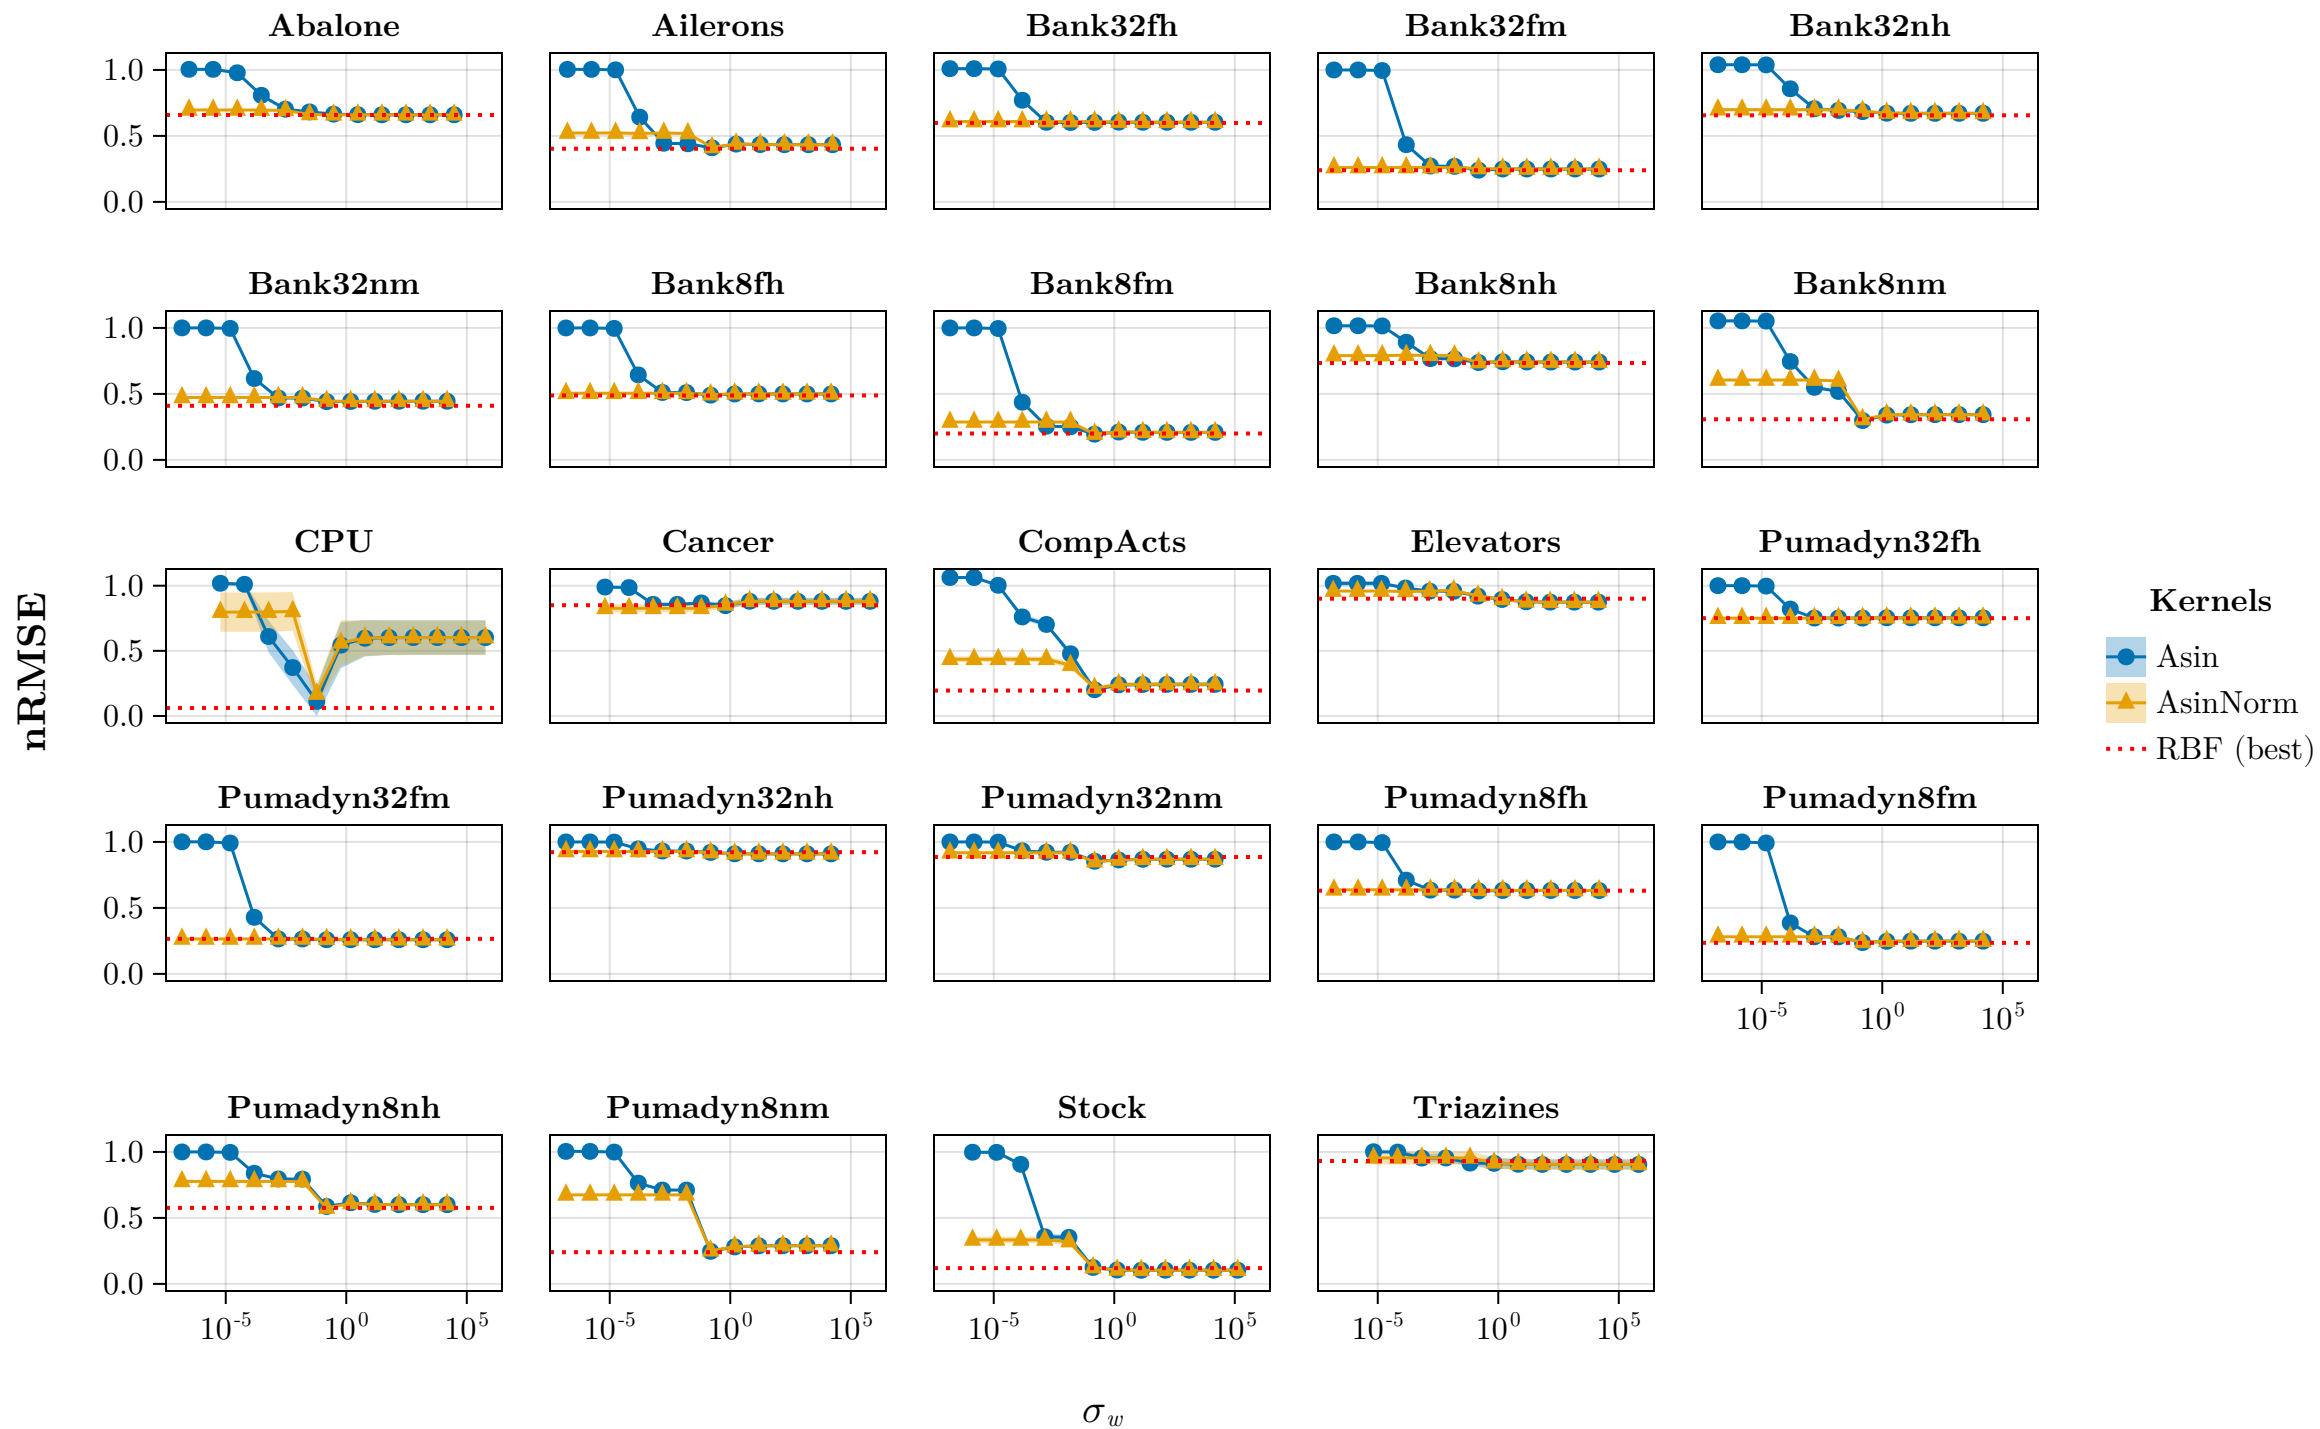 Abalone Ailerons Bank32fh Bank32fm Bank32nh
1.0
0.5
0.0
Bank32nm Bank8fh Bank8fm Bank8nh Bank8nm
1.0
0.5
0.0
CPU Cancer CompActs Elevators Pumadyn32fh
1.0
0.5
0.0
nRMSE
Kernels
Asin
AsinNorm
RBF (best)
Pumadyn32fm Pumadyn32nh Pumadyn32nm Pumadyn8fh Pumadyn8fm
1.0
0.5
0.0
10⁻⁵ 10⁰ 10⁵
Pumadyn8nh Pumadyn8nm Stock Triazines
1.0
0.5
0.0
10⁻⁵ 10⁰ 10⁵ 10⁻⁵ 10⁰ 10⁵ 10⁻⁵ 10⁰ 10⁵ 10⁻⁵ 10⁰ 10⁵
σ_w